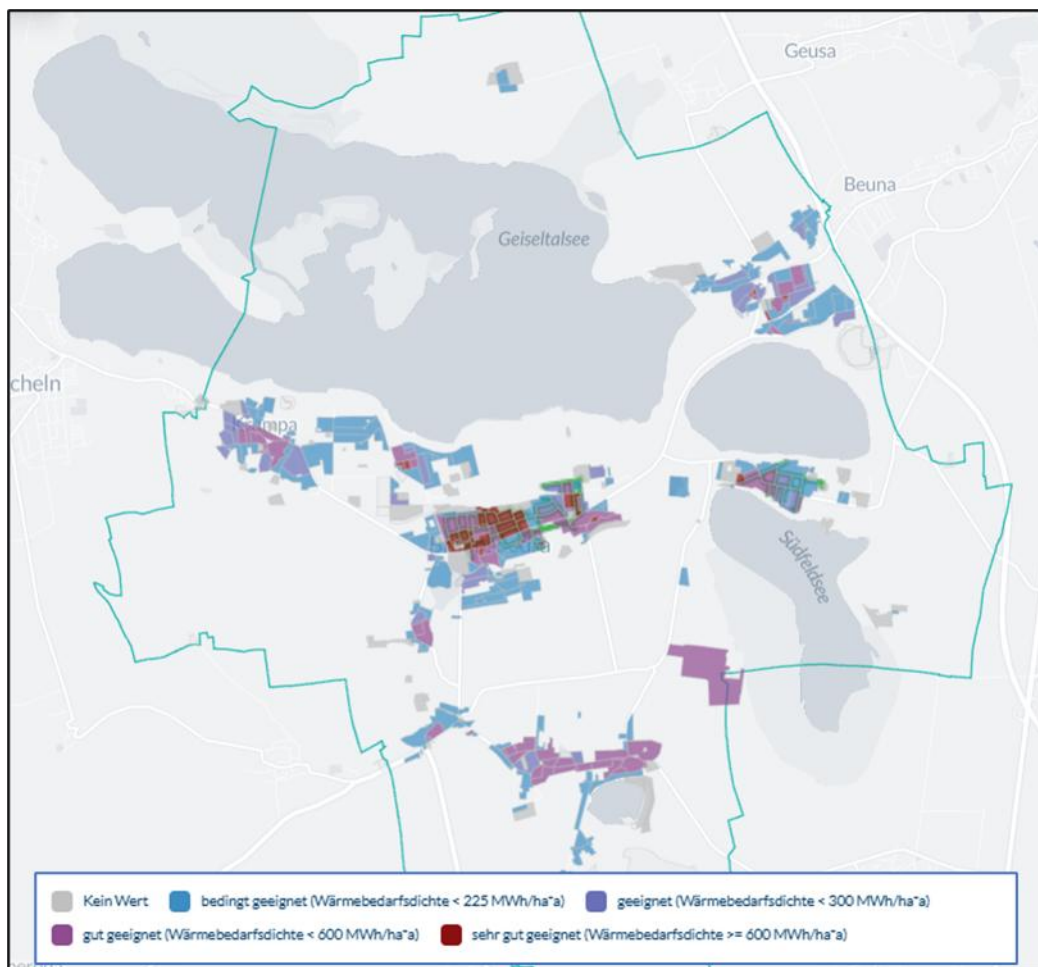 Geusa
Beuna
Geiseltalsee
cheln
Südfeldsee
Kein Wert
bedingt geeignet (Wärmebedarfsdichte < 225 MWh/ha*a)
geeignet (Wärmebedarfsdichte < 300 MWh/ha*a)
gut geeignet (Wärmebedarfsdichte < 600 MWh/ha*a)
sehr gut geeignet (Wärmebedarfsdichte >= 600 MWh/ha*a)